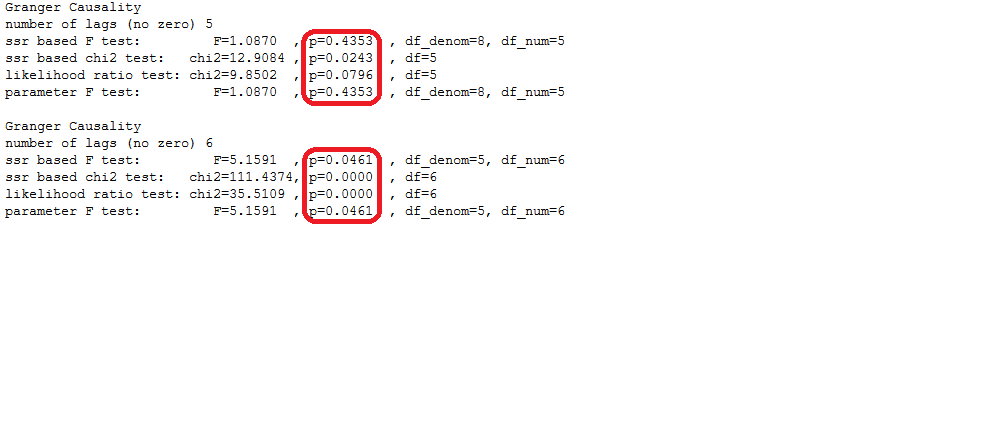 Granger Causality
number of lags (no zero) 5
ssr based F test:         F=1.0870  , p=0.4353  , df_denom=8, df_num=5
ssr based chi2 test:   chi2=12.9084 , p=0.0243  , df=5
likelihood ratio test: chi2=9.8502  , p=0.0796  , df=5
parameter F test:         F=1.0870  , p=0.4353  , df_denom=8, df_num=5
Granger Causality
number of lags (no zero) 6
ssr based F test:         F=5.1591  , p=0.0461  , df_denom=5, df_num=6
ssr based chi2 test:   chi2=111.4374, p=0.0000  , df=6
likelihood ratio test: chi2=35.5109 , p=0.0000  , df=6
parameter F test:         F=5.1591  , p=0.0461  , df_denom=5, df_num=6